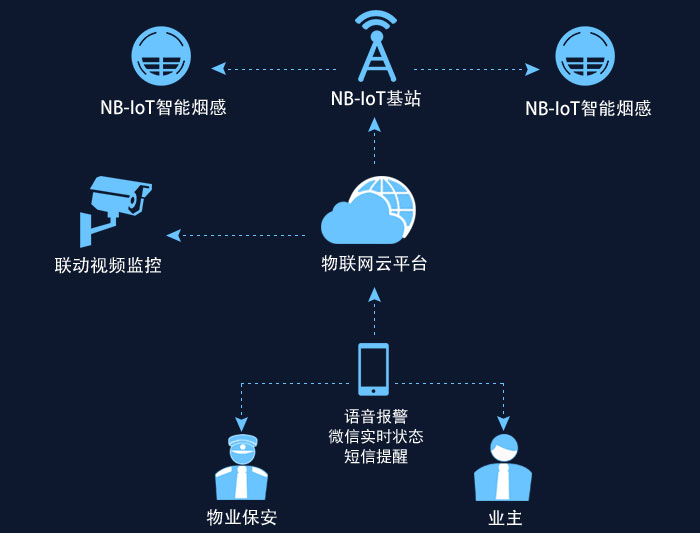 NB-IoT智能烟感
NB-IoT基站
NB-IoT智能烟感
联动视频监控
物联网云平台
语音报警
微信实时状态
短信提醒
物业保安
业主